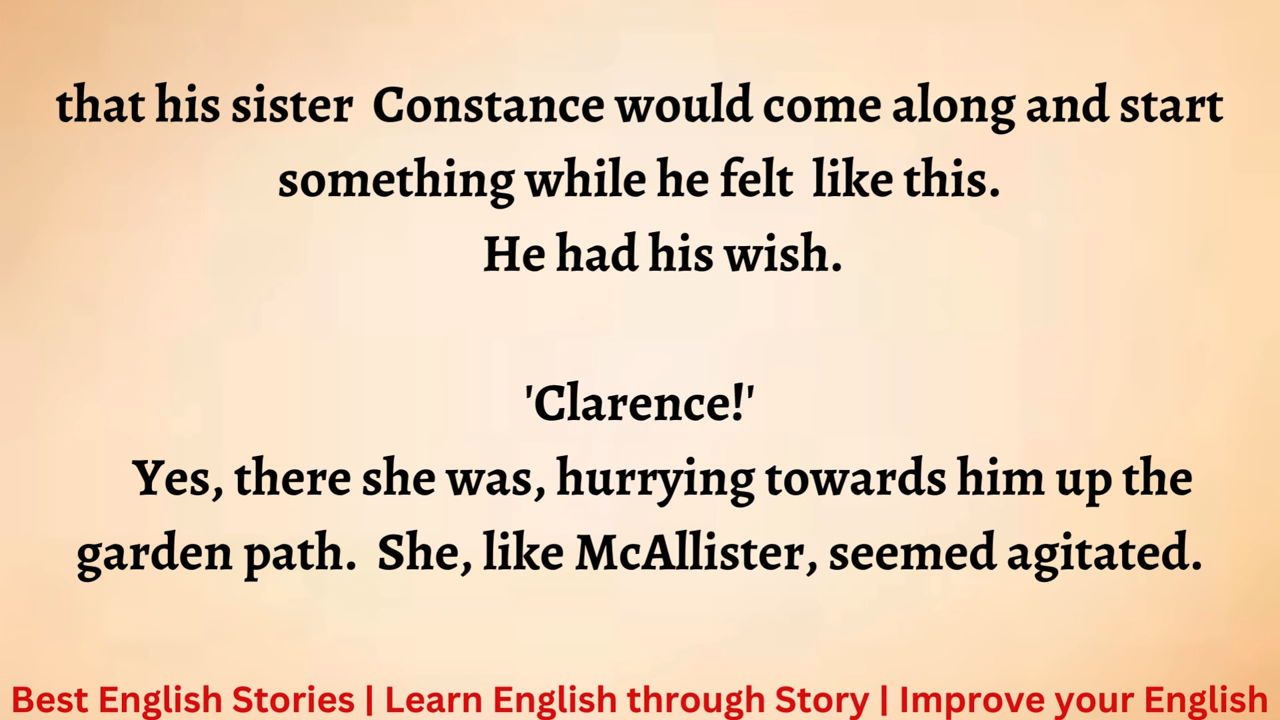 that his sister  Constance would come along and start
something while he felt  like this.
He had his wish.
'Clarence!'
Yes, there she was, hurrying towards him up the
garden path.  She, like McAllister, seemed agitated.
Best English Stories | Learn English through Story | Improve your English